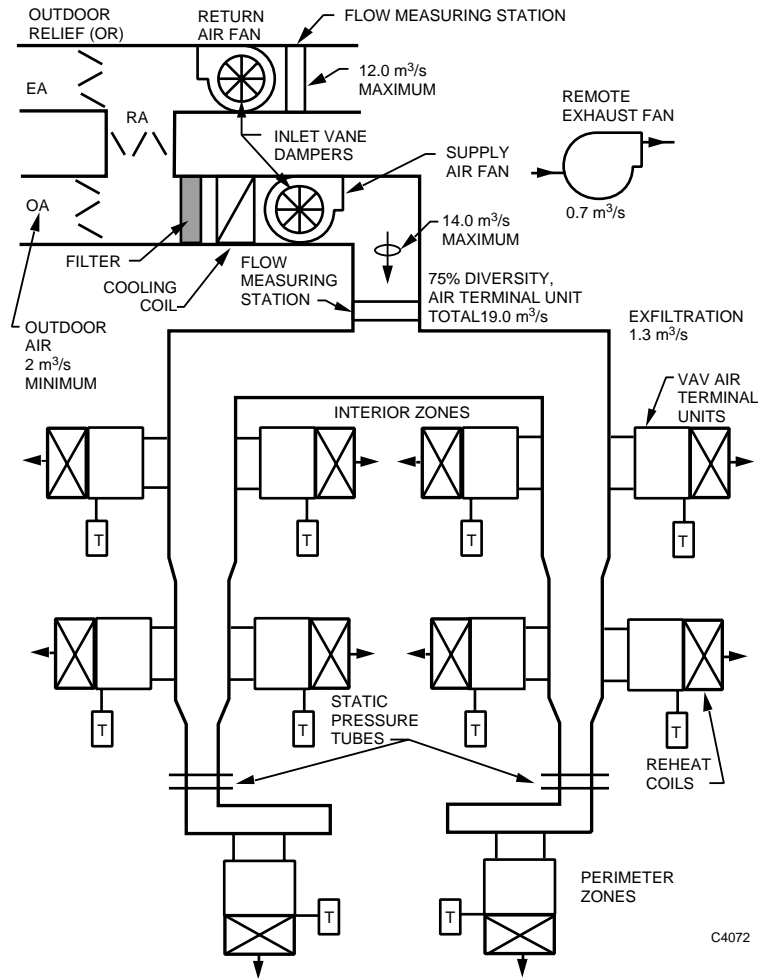 OUTDOOR
RELIEF (OR)
RETURN
AIR FAN
FLOW MEASURING STATION
12.0 m³/s
MAXIMUM
EA
RA
INLET VANE
DAMPERS
SUPPLY
AIR FAN
REMOTE
EXHAUST FAN
0.7 m³/s
OA
14.0 m³/s
MAXIMUM
FILTER
COOLING
COIL
FLOW
MEASURING
STATION
75% DIVERSITY,
AIR TERMINAL UNIT
TOTAL19.0 m³/s
OUTDOOR
AIR
2 m³/s
MINIMUM
EXFILTRATION
1.3 m³/s
VAV AIR
TERMINAL
UNITS
INTERIOR ZONES
T
T
T
T
T
T
T
T
STATIC
PRESSURE
TUBES
REHEAT
COILS
T
T
PERIMETER
ZONES
C4072